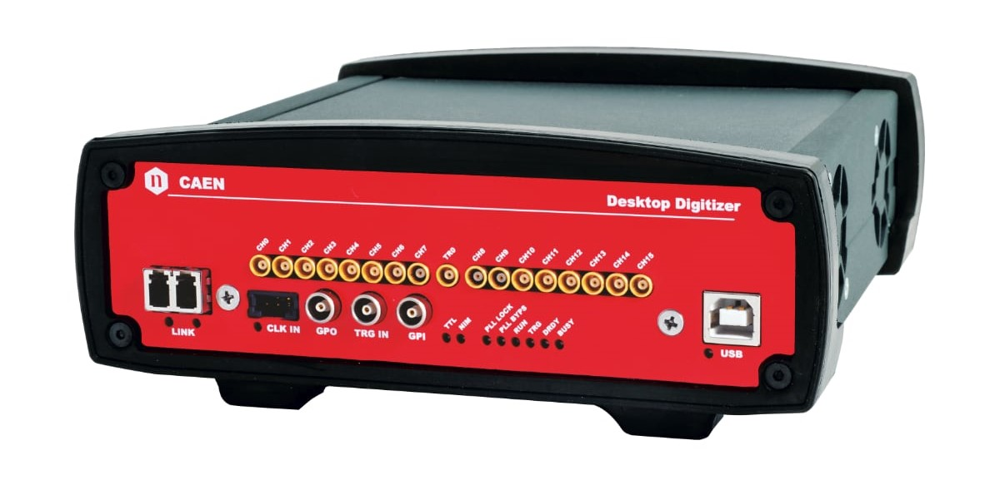 n CAEN
Desktop Digitizer
CH0 CH1 CH2 CH3 CH4 CH5 CH6 CH7 TR0 CH8 CH9 CH10 CH11 CH12 CH13 CH14 CH15
LINK CLK IN GPO TRG IN GPI
TTL NIM PLL LOCK PLL BYPS RUN TRG DRDY BUSY
USB